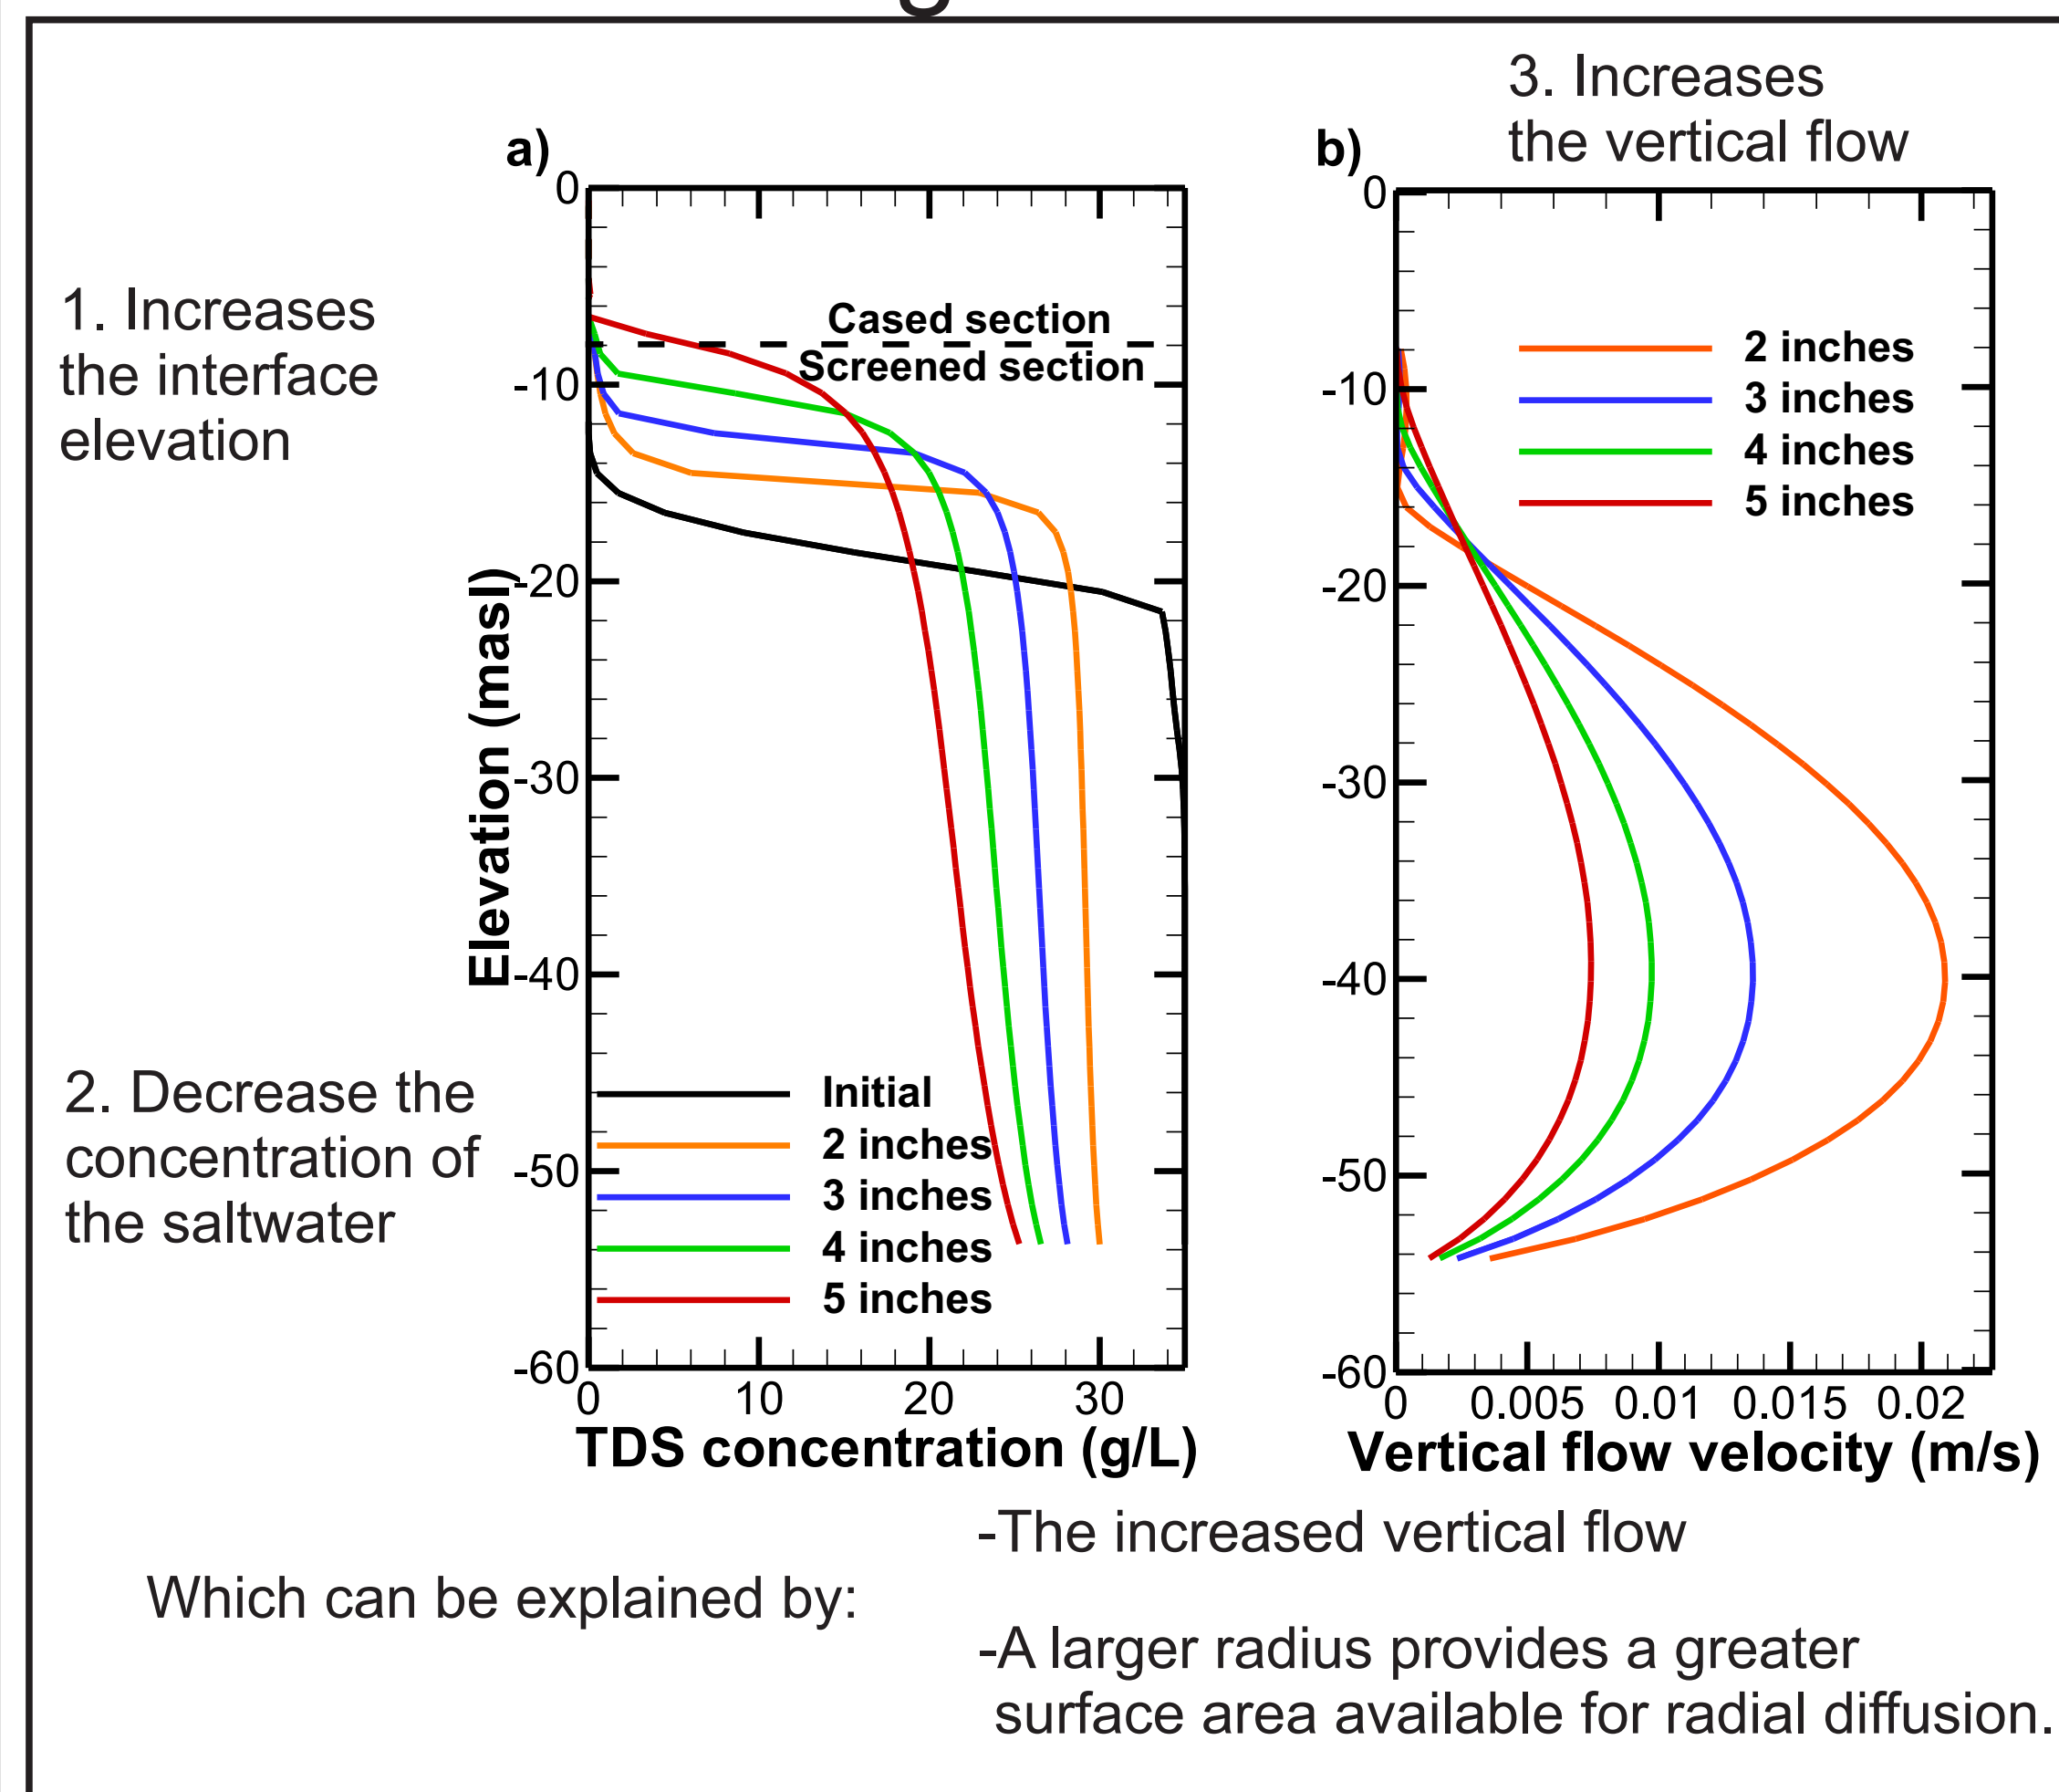 3. Increases
the vertical flow
a)
b)
1. Increases
the interface
elevation
2. Decrease the
concentration of
the saltwater
0
-10
-20
-30
-40
-50
-60
Elevation (masl)
Cased section
Screened section
Initial
2 inches
3 inches
4 inches
5 inches
0 10 20 30
TDS concentration (g/L)
0
-10
-20
-30
-40
-50
-60
2 inches
3 inches
4 inches
5 inches
0 0.005 0.01 0.015 0.02
Vertical flow velocity (m/s)
Which can be explained by:
-The increased vertical flow
-A larger radius provides a greater
surface area available for radial diffusion.